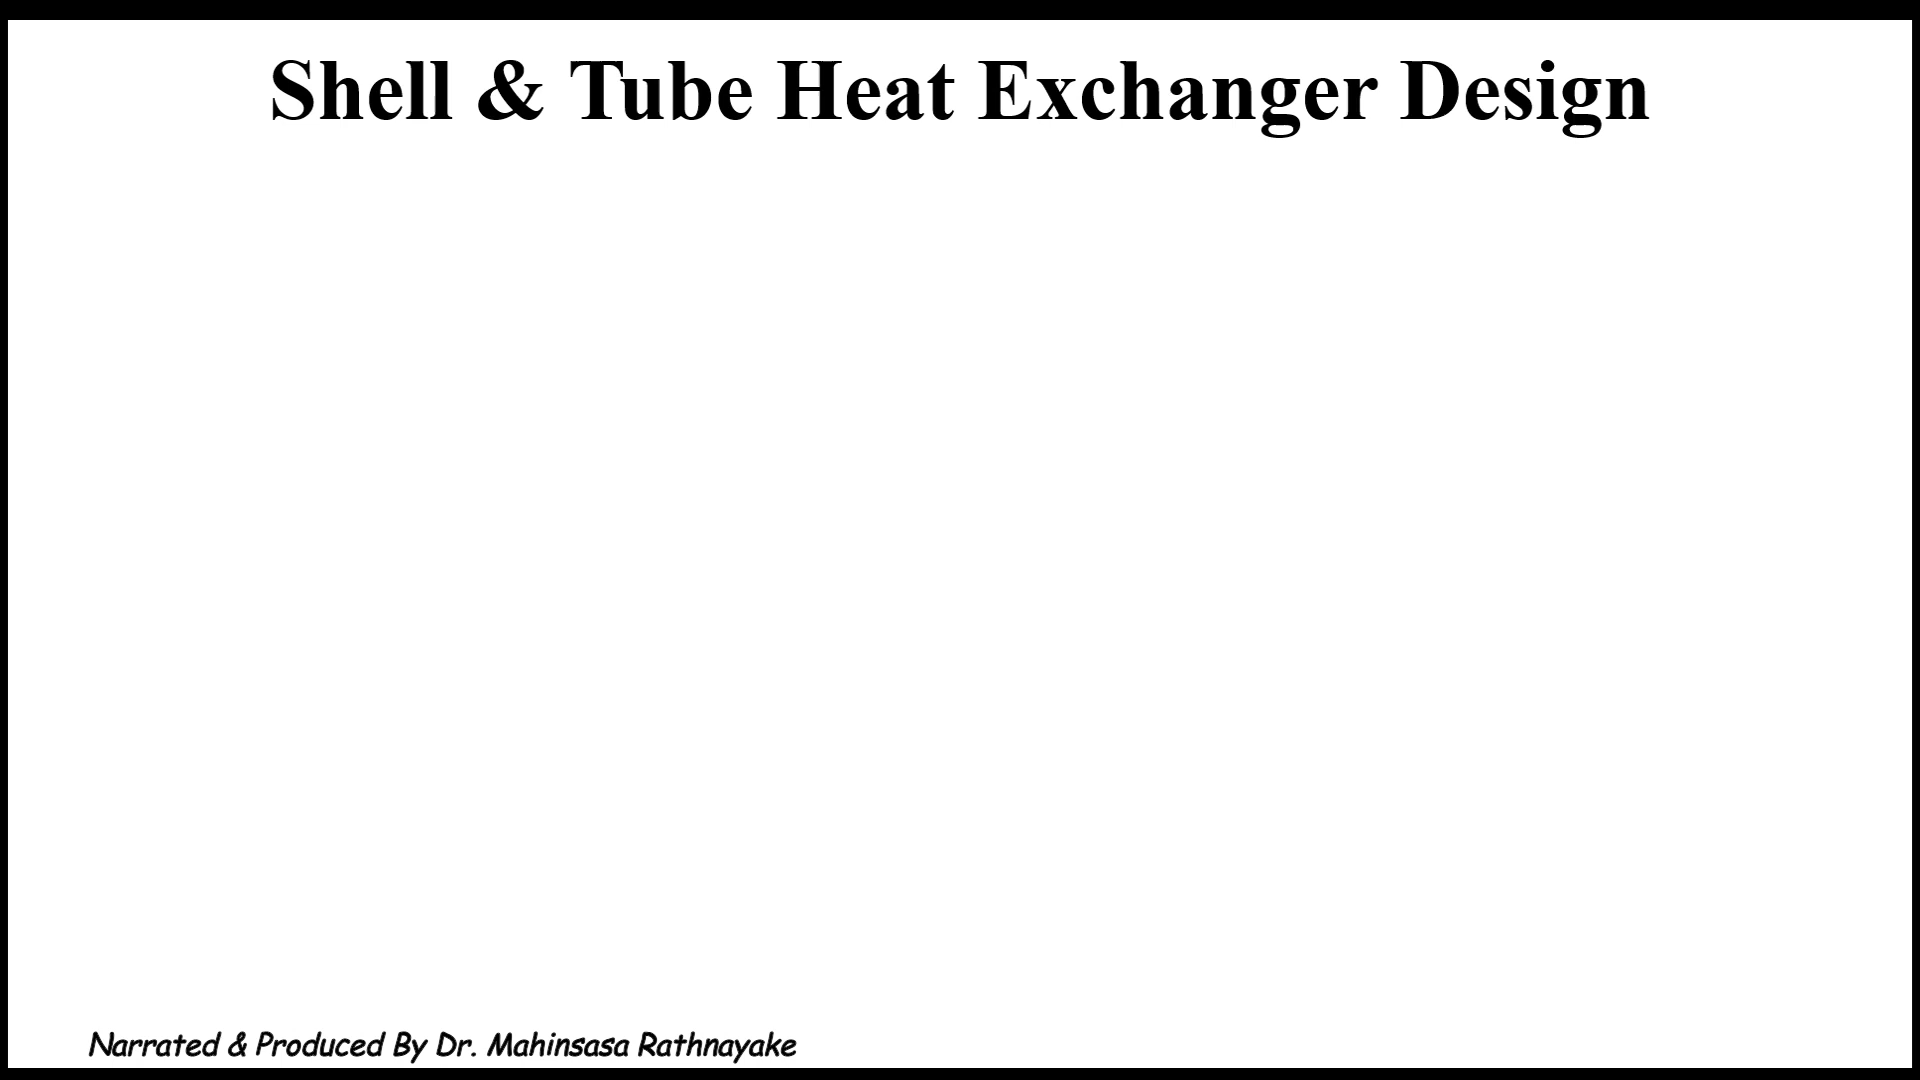 Shell & Tube Heat Exchanger Design
Narrated & Produced By Dr. Mahinsasa Rathnayake